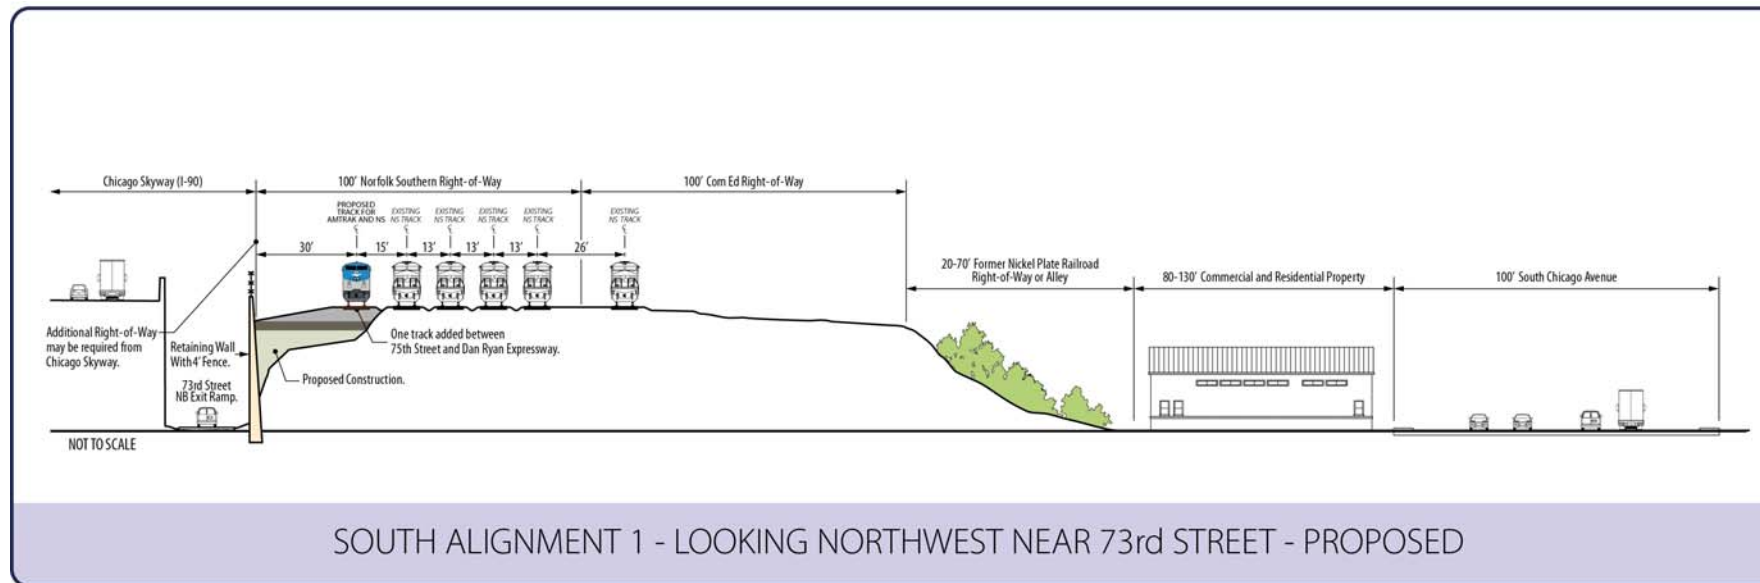 Chicago Skyway (I-90)
100' Norfolk Southern Right-of-Way
100' Com Ed Right-of-Way
PROPOSED
TRACK FOR
AMTRAK AND NS
℄
EXISTING
NS TRACK
℄
EXISTING
NS TRACK
℄
EXISTING
NS TRACK
℄
EXISTING
NS TRACK
℄
EXISTING
NS TRACK
℄
30'
15'
13'
13'
13'
26'
20-70' Former Nickel Plate Railroad
Right-of-Way or Alley
80-130' Commercial and Residential Property
100' South Chicago Avenue
Additional Right-of-Way
may be required from
Chicago Skyway.
Retaining Wall
With 4' Fence.
73rd Street
NB Exit Ramp.
One track added between
75th Street and Dan Ryan Expressway.
Proposed Construction.
NOT TO SCALE
SOUTH ALIGNMENT 1 - LOOKING NORTHWEST NEAR 73rd STREET - PROPOSED